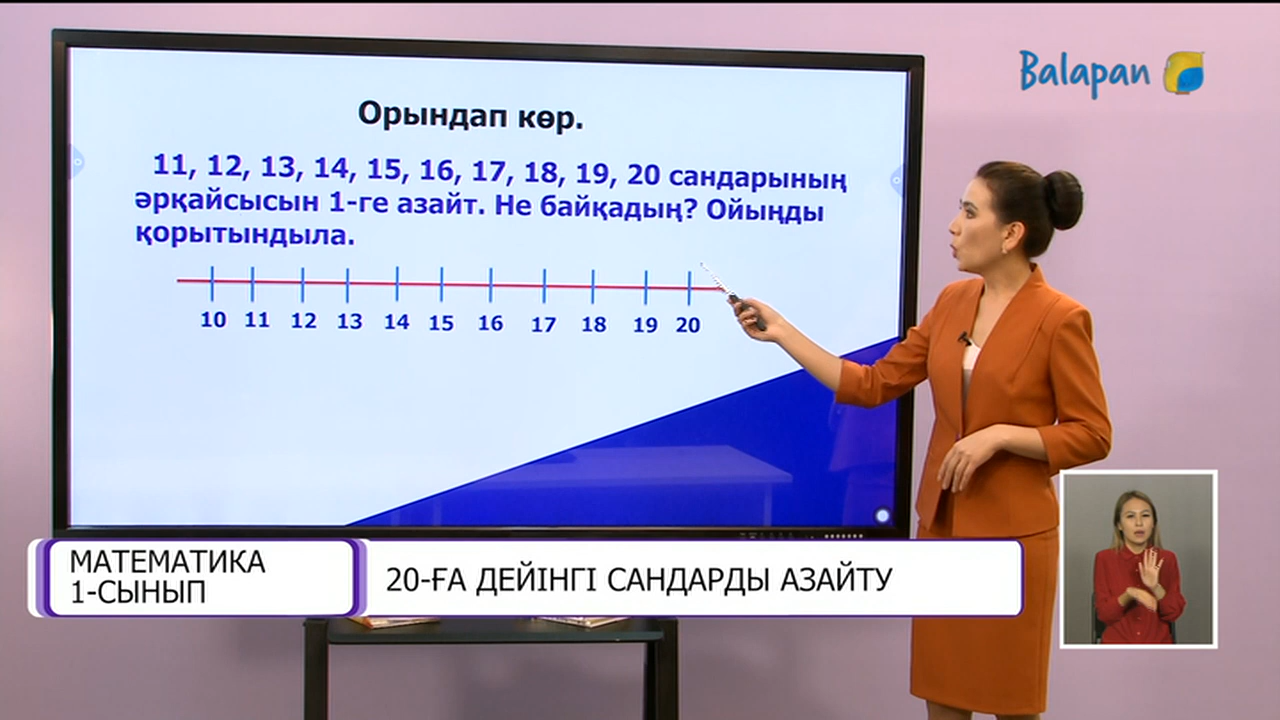 Balapan
Орындап көр.
11, 12, 13, 14, 15, 16, 17, 18, 19, 20 сандарының
әрқайсысын 1-ге азайт. Не байқадың? Ойыңды
қорытындыла.
10 11 12 13 14 15 16 17 18 19 20
МАТЕМАТИКА
1-СЫНЫП
20-ҒА ДЕЙІНГІ САНДАРДЫ АЗАЙТУ